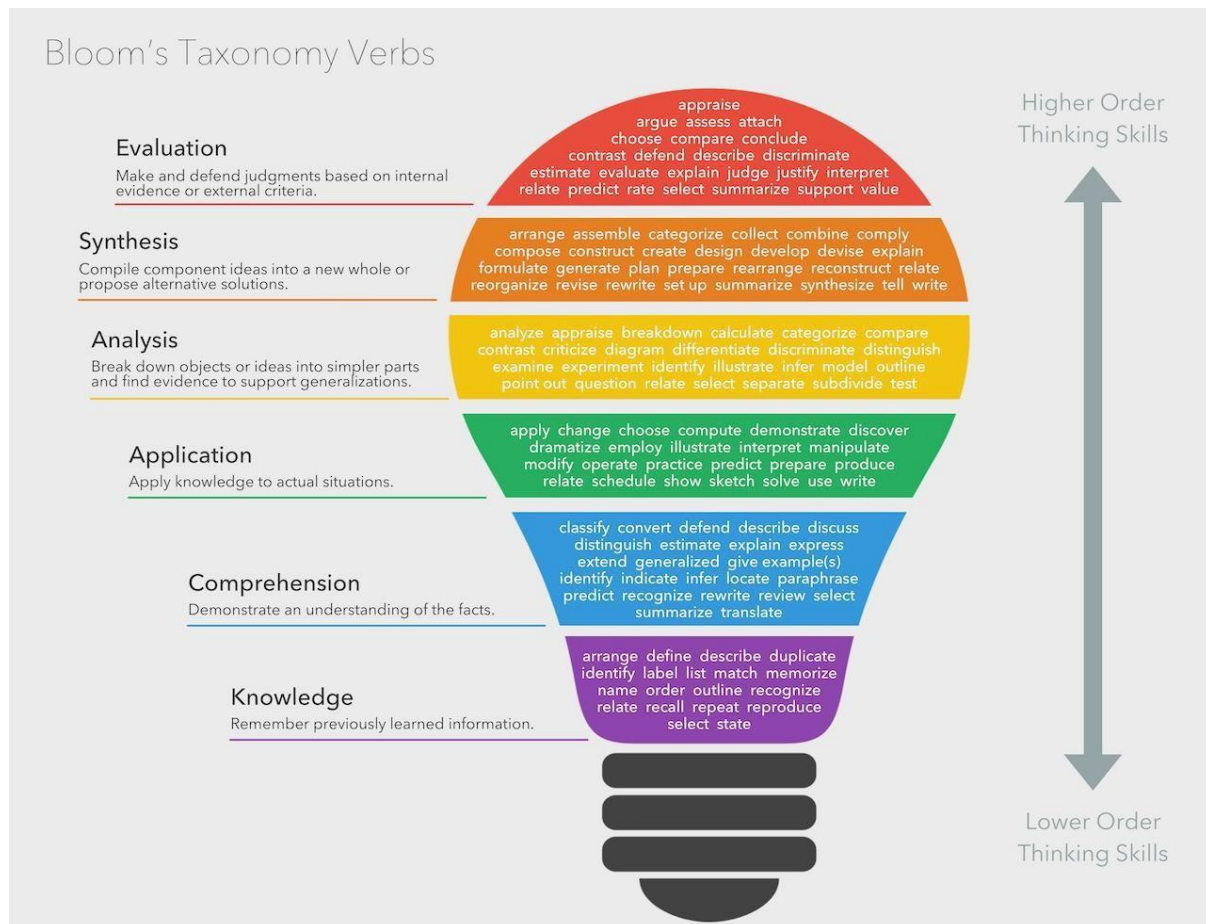 Bloom's Taxonomy Verbs
Higher Order
Thinking Skills
Evaluation
Make and defend judgments based on internal
evidence or external criteria.
appraise
argue assess attach
choose compare conclude
contrast defend describe discriminate
estimate evaluate explain judge justify interpret
relate predict rate select summarize support value
Synthesis
Compile component ideas into a new whole or
propose alternative solutions.
arrange assemble categorize collect combine comply
compose construct create design develop devise explain
formulate generate plan prepare rearrange reconstruct relate
reorganize revise rewrite set up summarize synthesize tell write
Analysis
Break down objects or ideas into simpler parts
and find evidence to support generalizations.
analyze appraise breakdown calculate categorize compare
contrast criticize diagram differentiate discriminate distinguish
examine experiment identify illustrate infer model outline
point out question relate select separate subdivide test
Application
Apply knowledge to actual situations.
apply change choose compute demonstrate discover
dramatize employ illustrate interpret manipulate
modify operate practice predict prepare produce
relate schedule show sketch solve use write
Comprehension
Demonstrate an understanding of the facts.
classify convert defend describe discuss
distinguish estimate explain express
extend generalized give example(s)
identify indicate infer locate paraphrase
predict recognize rewrite review select
summarize translate
Knowledge
Remember previously learned information.
arrange define describe duplicate
identify label list match memorize
name order outline recognize
relate recall repeat reproduce
select state
Lower Order
Thinking Skills